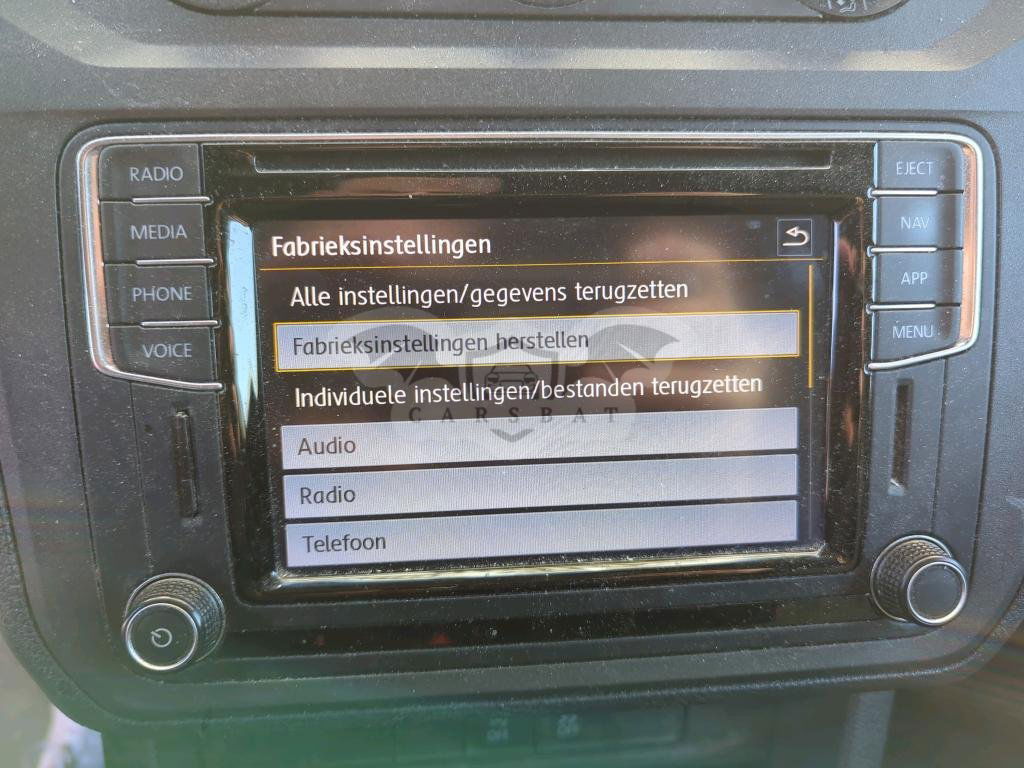 RADIO
MEDIA
PHONE
VOICE
Fabrieksinstellingen
Alle instellingen/gegevens terugzetten
Fabrieksinstellingen herstellen
Individuele instellingen/bestanden terugzetten
CARSBAT
Audio
Radio
Telefoon
EJECT
NAV
APP
MENU